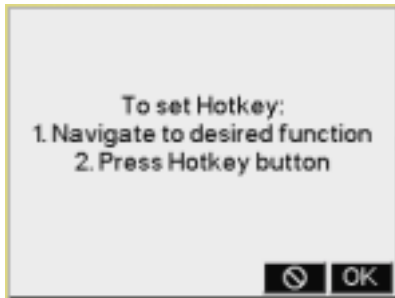 To set Hotkey:
1. Navigate to desired function
2. Press Hotkey button
OK